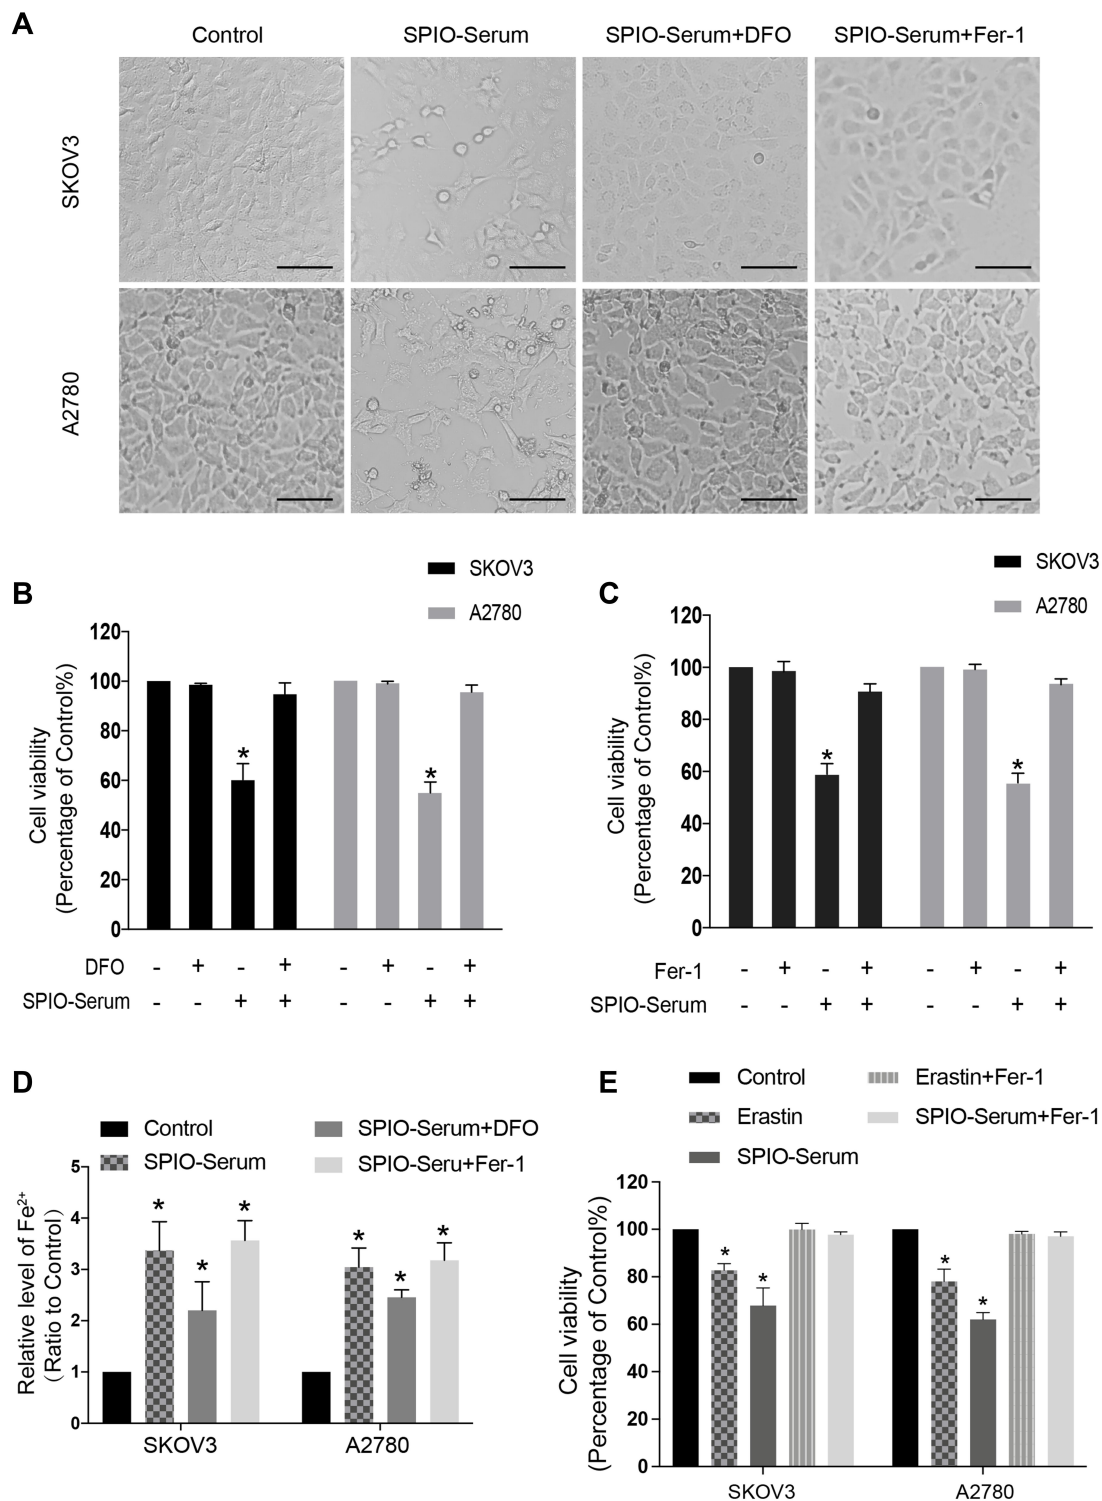 A
Control SPIO-Serum SPIO-Serum+DFO SPIO-Serum+Fer-1
SKOV3
A2780
B
SKOV3
A2780
Cell viability
(Percentage of Control%)
120
100
80
60
40
20
0
* *
DFO - + - + - + - +
SPIO-Serum - - + + - - + +
C
SKOV3
A2780
Cell viability
(Percentage of Control%)
120
100
80
60
40
20
0
* *
Fer-1 - + - + - + - +
SPIO-Serum - - + + - - + +
D
Control
SPIO-Serum
SPIO-Serum+DFO
SPIO-Seru+Fer-1
Relative level of Fe²⁺
(Ratio to Control)
5
4
3
2
1
0
* * * * * *
SKOV3 A2780
E
Control
Erastin
SPIO-Serum
Erastin+Fer-1
SPIO-Serum+Fer-1
Cell viability
(Percentage of Control%)
120
100
80
60
40
20
0
* * * *
SKOV3 A2780